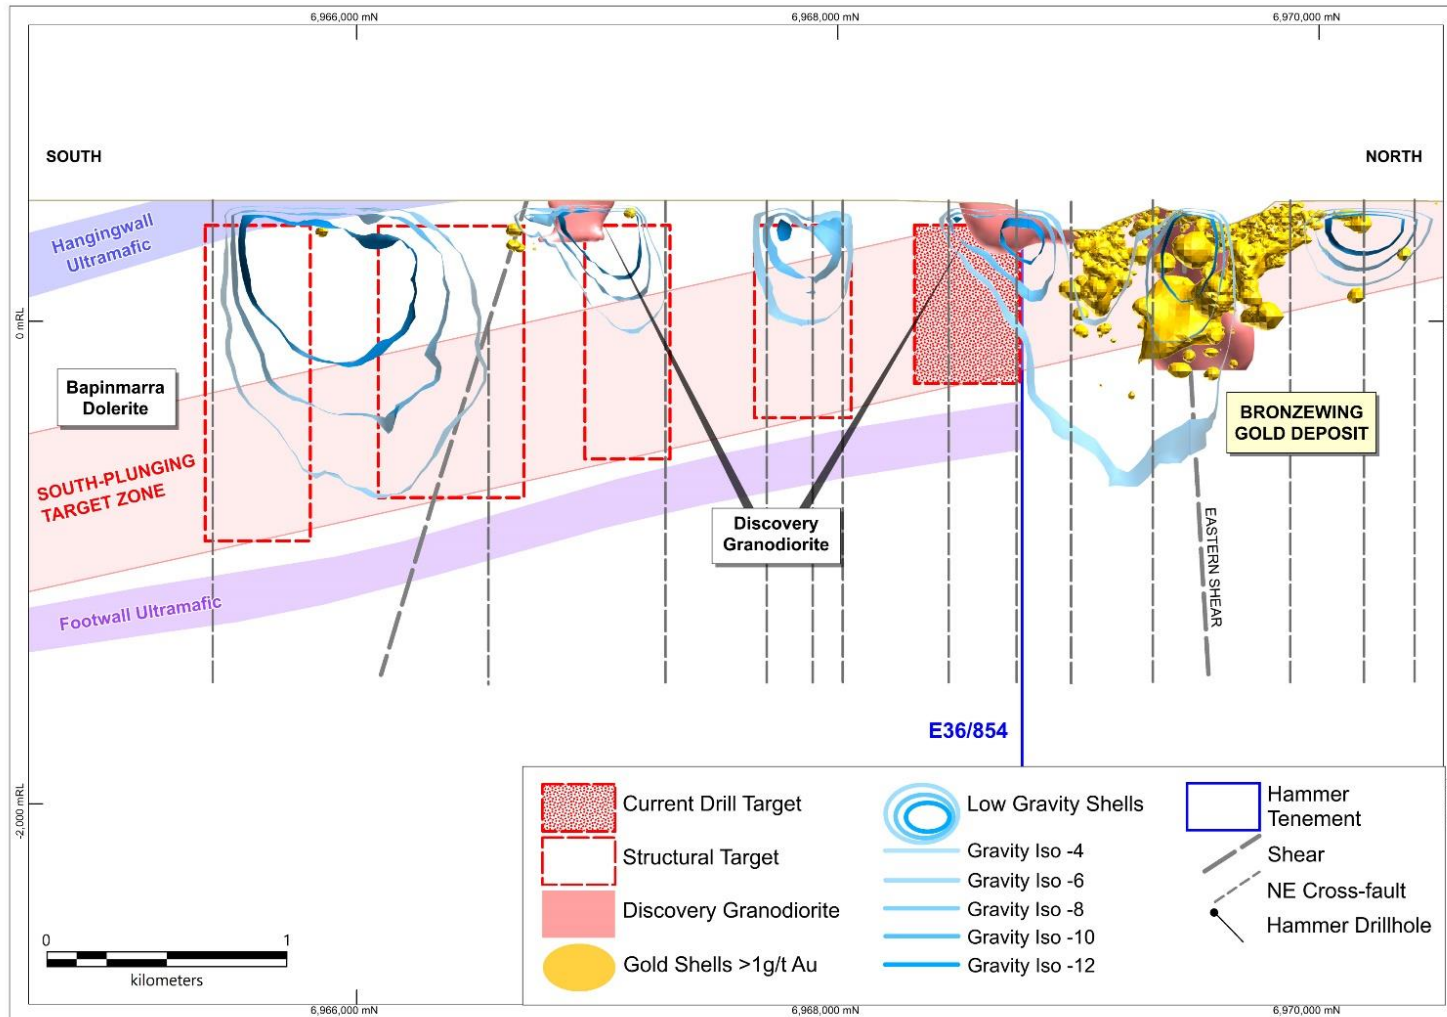 6,966,000 mN
6,968,000 mN
6,970,000 mN
SOUTH
NORTH
Hangingwall
Ultramafic
0 mRL
Bapinmarra
Dolerite
SOUTH-PLUNGING
TARGET ZONE
BRONZEWING
GOLD DEPOSIT
Discovery
Granodiorite
EASTERN SHEAR
Footwall Ultramafic
E36/854
-2,000 mRL
Current Drill Target
Structural Target
Discovery Granodiorite
Gold Shells >1g/t Au
Low Gravity Shells
Gravity Iso -4
Gravity Iso -6
Gravity Iso -8
Gravity Iso -10
Gravity Iso -12
Hammer
Tenement
Shear
NE Cross-fault
Hammer Drillhole
0
1
kilometers
6,966,000 mN
6,968,000 mN
6,970,000 mN